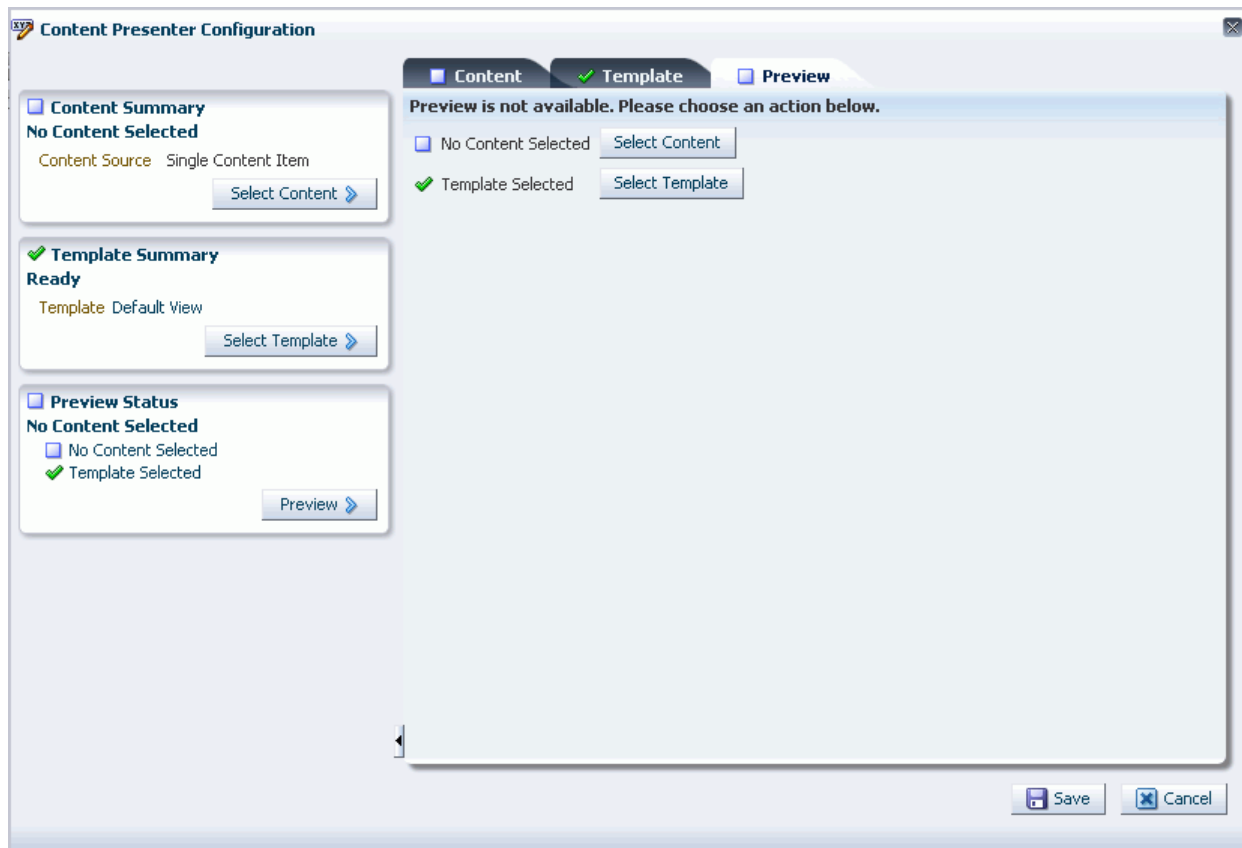 Content Presenter Configuration
Content
Template
Preview
Content Summary
No Content Selected
Content Source Single Content Item
Select Content
Template Summary
Ready
Template Default View
Select Template
Preview Status
No Content Selected
No Content Selected
Template Selected
Preview
Preview is not available. Please choose an action below.
No Content Selected Select Content
Template Selected Select Template
Save Cancel